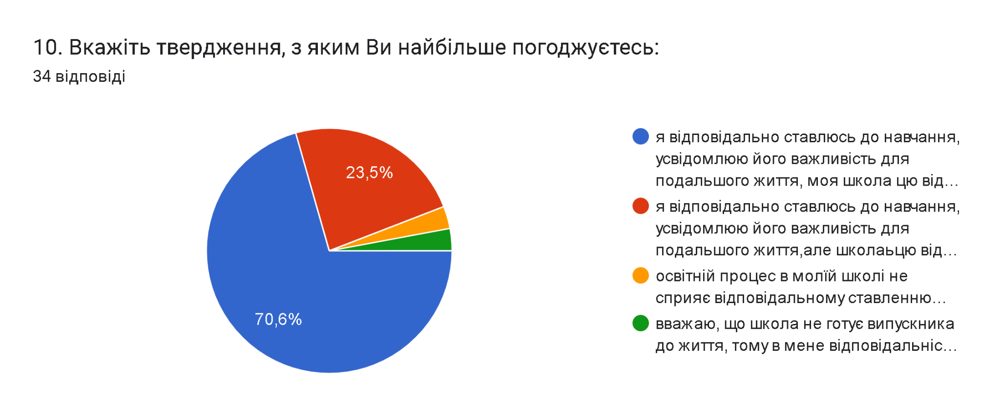 10. Вкажіть твердження, з яким Ви найбільше погоджуєтесь:
34 відповіді
23,5%
70,6%
я відповідально ставлюсь до навчання,
усвідомлюю його важливість для
подальшого життя, моя школа цю від...
я відповідально ставлюсь до навчання,
усвідомлюю його важливість для
подальшого життя,але школаьцю від...
освітній процес в молїй школі не
сприяє відповідальному ставленню...
вважаю, що школа не готує випускника
до життя, тому в мене відповідальніс...